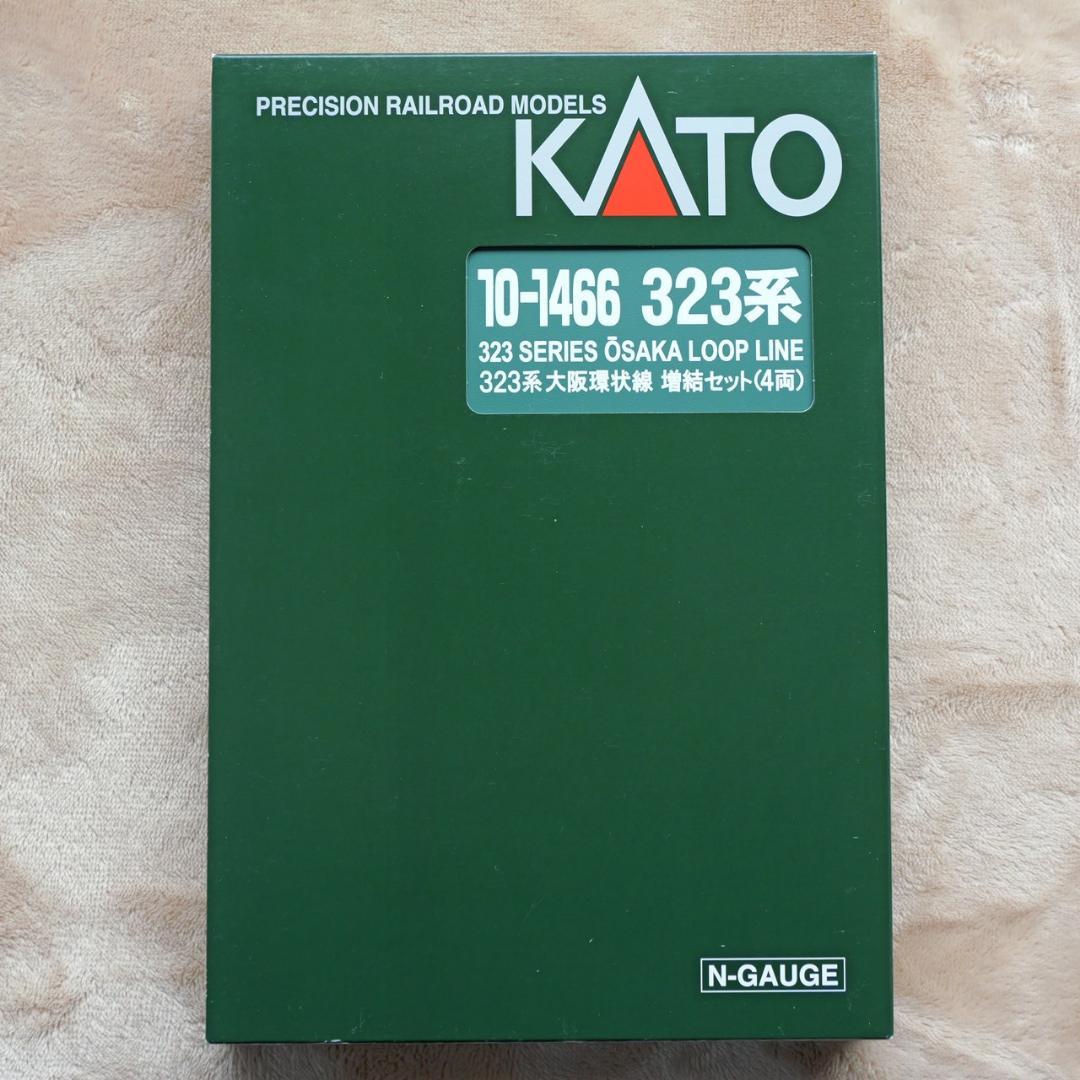 PRECISION RAILROAD MODELS
KATO
10-1466 323系
323 SERIES ŌSAKA LOOP LINE
323系 大阪環状線 増結セット(4両)
N-GAUGE